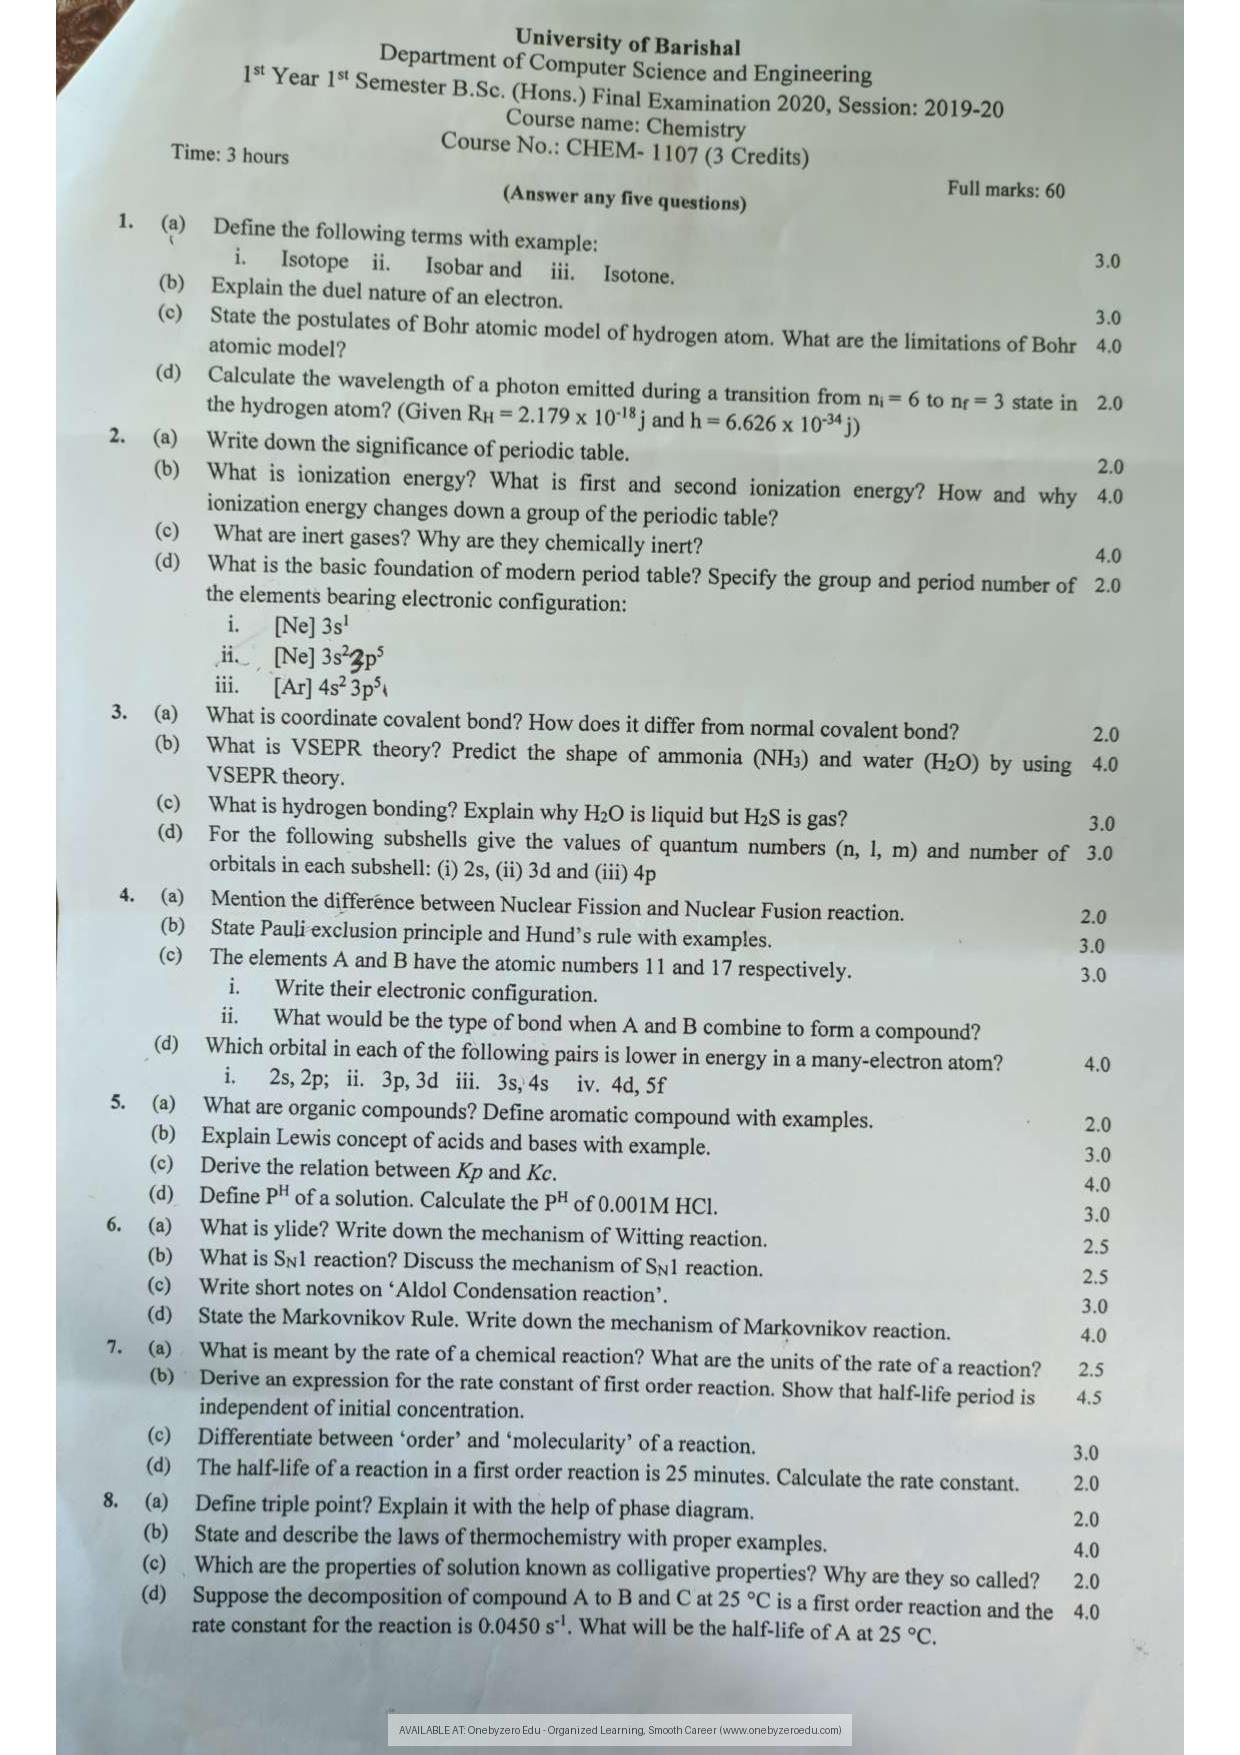 University of Barishal
Department of Computer Science and Engineering
1st Year 1st Semester B.Sc. (Hons.) Final Examination 2020, Session: 2019-20
Course name: Chemistry
Course No.: CHEM- 1107 (3 Credits)
Time: 3 hours
Full marks: 60
(Answer any five questions)
1. (a) Define the following terms with example: 3.0
i. Isotope ii. Isobar and iii. Isotone.
(b) Explain the duel nature of an electron. 3.0
(c) State the postulates of Bohr atomic model of hydrogen atom. What are the limitations of Bohr 4.0
atomic model?
(d) Calculate the wavelength of a photon emitted during a transition from ni = 6 to nf = 3 state in 2.0
the hydrogen atom? (Given RH = 2.179 x 10-18 j and h = 6.626 x 10-34 j)
2. (a) Write down the significance of periodic table. 2.0
(b) What is ionization energy? What is first and second ionization energy? How and why 4.0
ionization energy changes down a group of the periodic table?
(c) What are inert gases? Why are they chemically inert? 4.0
(d) What is the basic foundation of modern period table? Specify the group and period number of 2.0
the elements bearing electronic configuration:
i. [Ne] 3s1
ii. [Ne] 3s2 3p5
iii. [Ar] 4s2 3p5
3. (a) What is coordinate covalent bond? How does it differ from normal covalent bond? 2.0
(b) What is VSEPR theory? Predict the shape of ammonia (NH3) and water (H2O) by using 4.0
VSEPR theory.
(c) What is hydrogen bonding? Explain why H2O is liquid but H2S is gas? 3.0
(d) For the following subshells give the values of quantum numbers (n, l, m) and number of 3.0
orbitals in each subshell: (i) 2s, (ii) 3d and (iii) 4p
4. (a) Mention the difference between Nuclear Fission and Nuclear Fusion reaction. 2.0
(b) State Pauli exclusion principle and Hund's rule with examples. 3.0
(c) The elements A and B have the atomic numbers 11 and 17 respectively. 3.0
i. Write their electronic configuration.
ii. What would be the type of bond when A and B combine to form a compound?
(d) Which orbital in each of the following pairs is lower in energy in a many-electron atom? 4.0
i. 2s, 2p; ii. 3p, 3d iii. 3s, 4s iv. 4d, 5f
5. (a) What are organic compounds? Define aromatic compound with examples. 2.0
(b) Explain Lewis concept of acids and bases with example. 3.0
(c) Derive the relation between Kp and Kc. 4.0
(d) Define PH of a solution. Calculate the PH of 0.001M HCl. 3.0
6. (a) What is ylide? Write down the mechanism of Witting reaction. 2.5
(b) What is SN1 reaction? Discuss the mechanism of SN1 reaction. 2.5
(c) Write short notes on 'Aldol Condensation reaction'. 3.0
(d) State the Markovnikov Rule. Write down the mechanism of Markovnikov reaction. 4.0
7. (a) What is meant by the rate of a chemical reaction? What are the units of the rate of a reaction? 2.5
(b) Derive an expression for the rate constant of first order reaction. Show that half-life period is 4.5
independent of initial concentration.
(c) Differentiate between 'order' and 'molecularity' of a reaction. 3.0
(d) The half-life of a reaction in a first order reaction is 25 minutes. Calculate the rate constant. 2.0
8. (a) Define triple point? Explain it with the help of phase diagram. 2.0
(b) State and describe the laws of thermochemistry with proper examples. 4.0
(c) Which are the properties of solution known as colligative properties? Why are they so called? 2.0
(d) Suppose the decomposition of compound A to B and C at 25 °C is a first order reaction and the 4.0
rate constant for the reaction is 0.0450 s-1. What will be the half-life of A at 25 °C.
AVAILABLE AT: Onebyzero Edu - Organized Learning, Smooth Career (www.onebyzeroedu.com)